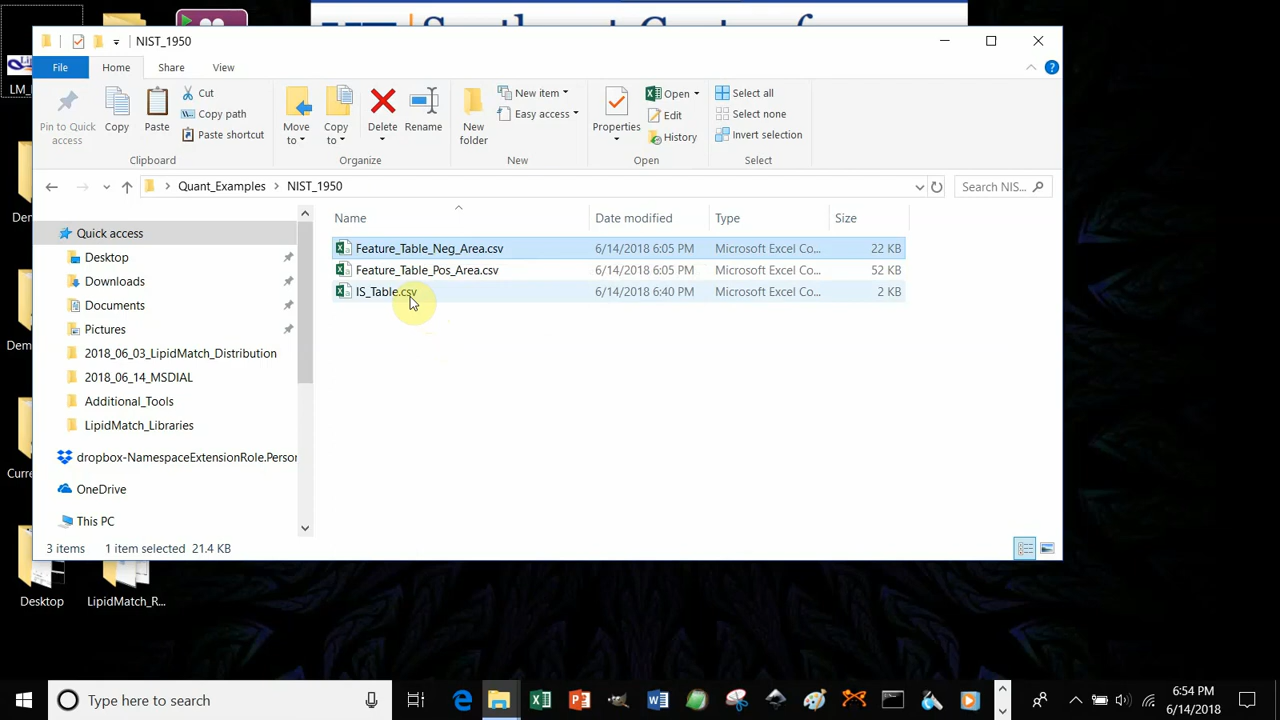 NIST_1950
File
Home
Share
View
Pin to Quick access
Copy
Paste
Cut
Copy path
Paste shortcut
Clipboard
Move to
Copy to
Delete
Rename
Organize
New folder
New item
Easy access
New
Properties
Open
Edit
History
Open
Select all
Select none
Invert selection
Select
Quant_Examples > NIST_1950
Search NIS...
Name
Date modified
Type
Size
Feature_Table_Neg_Area.csv 6/14/2018 6:05 PM Microsoft Excel Co... 22 KB
Feature_Table_Pos_Area.csv 6/14/2018 6:05 PM Microsoft Excel Co... 52 KB
IS_Table.csv 6/14/2018 6:40 PM Microsoft Excel Co... 2 KB
Quick access
Desktop
Downloads
Documents
Pictures
2018_06_03_LipidMatch_Distribution
2018_06_14_MSDIAL
Additional_Tools
LipidMatch_Libraries
dropbox-NamespaceExtensionRole.Person
OneDrive
This PC
3 items 1 item selected 21.4 KB
Desktop
LipidMatch_R...
Type here to search
6:54 PM
6/14/2018